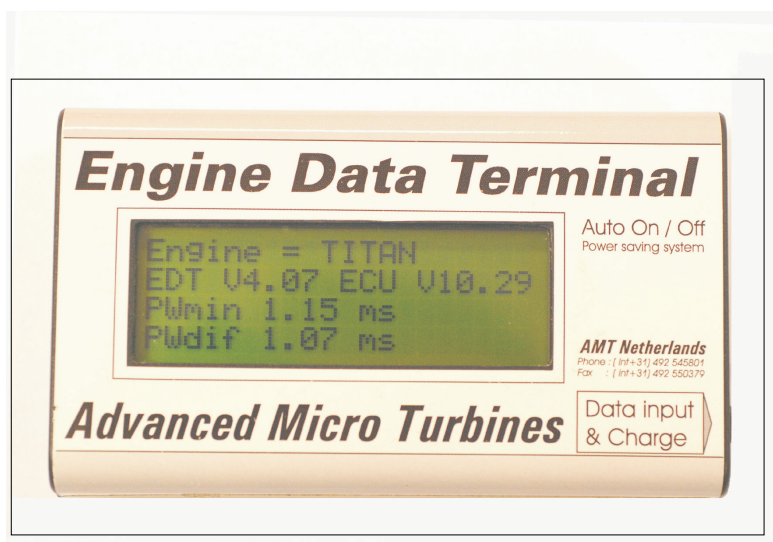 Engine Data Terminal
Engine = TITAN
EDT V4.07 ECU V10.29
PWmin 1.15 ms
PWdif 1.07 ms
Auto On / Off
Power saving system
AMT Netherlands
Phone : ( Int+31) 492 545801
Fax : ( Int+31) 492 550379
Advanced Micro Turbines
Data input
& Charge